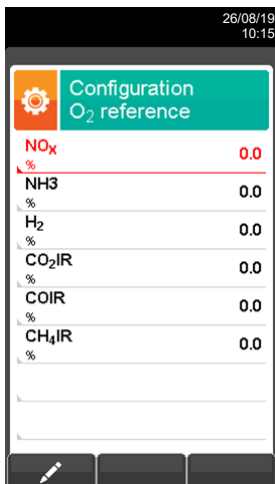 26/08/19
10:15
Configuration
O₂ reference
NOX 0.0
%
NH3 0.0
%
H₂ 0.0
%
CO₂IR 0.0
%
COIR 0.0
%
CH₄IR 0.0
%